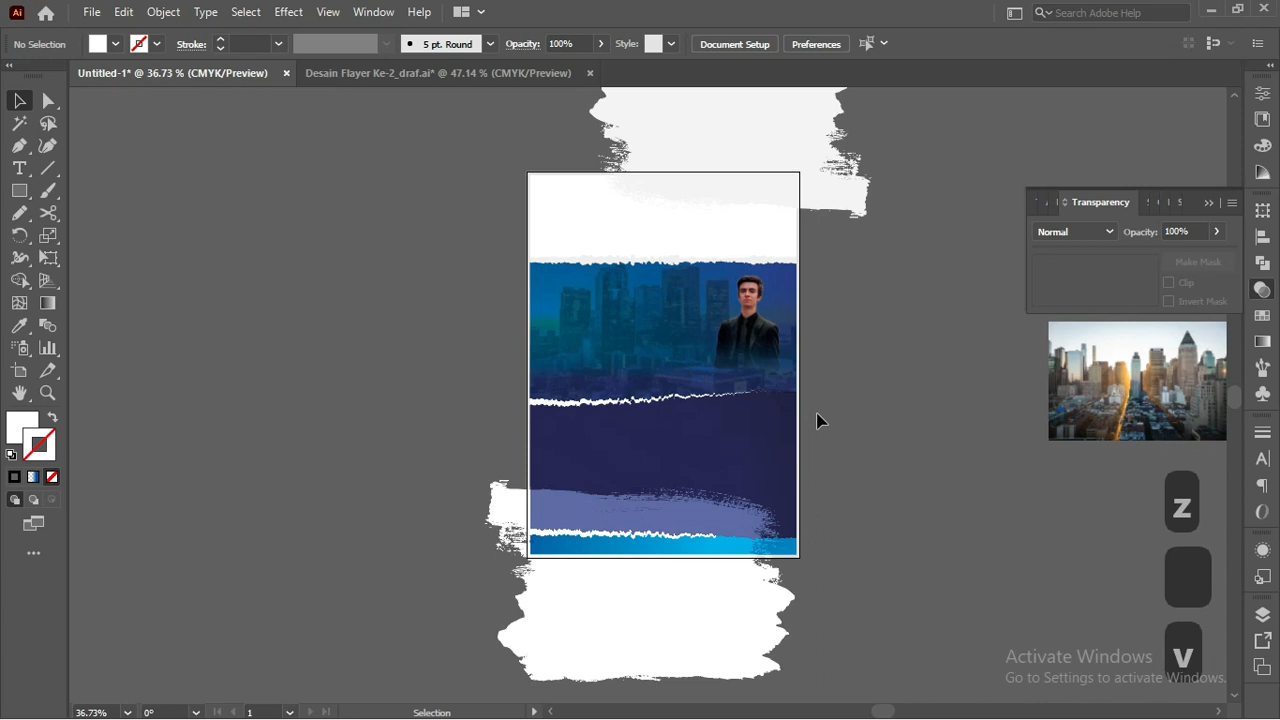 Ai
File Edit Object Type Select Effect View Window Help
Search Adobe Help
No Selection
Stroke:
5 pt. Round
Opacity: 100%
Style:
Document Setup
Preferences
Untitled-1* @ 36.73 % (CMYK/Preview)
Desain Flayer Ke-2_draf.ai* @ 47.14 % (CMYK/Preview)
Transparency
Normal
Opacity: 100%
Make Mask
Clip
Invert Mask
z
v
Activate Windows
Go to Settings to activate Windows.
36.73%
0°
1
Selection